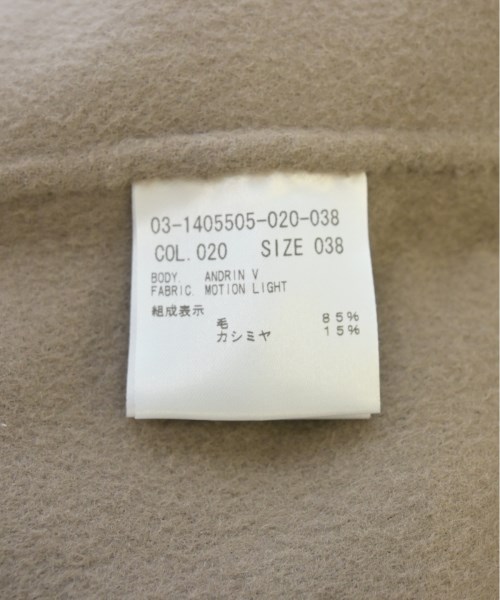 03-1405505-020-038
COL.020 SIZE 038
BODY. ANDRIN V
FABRIC. MOTION LIGHT
組成表示
毛 85%
カシミヤ 15%